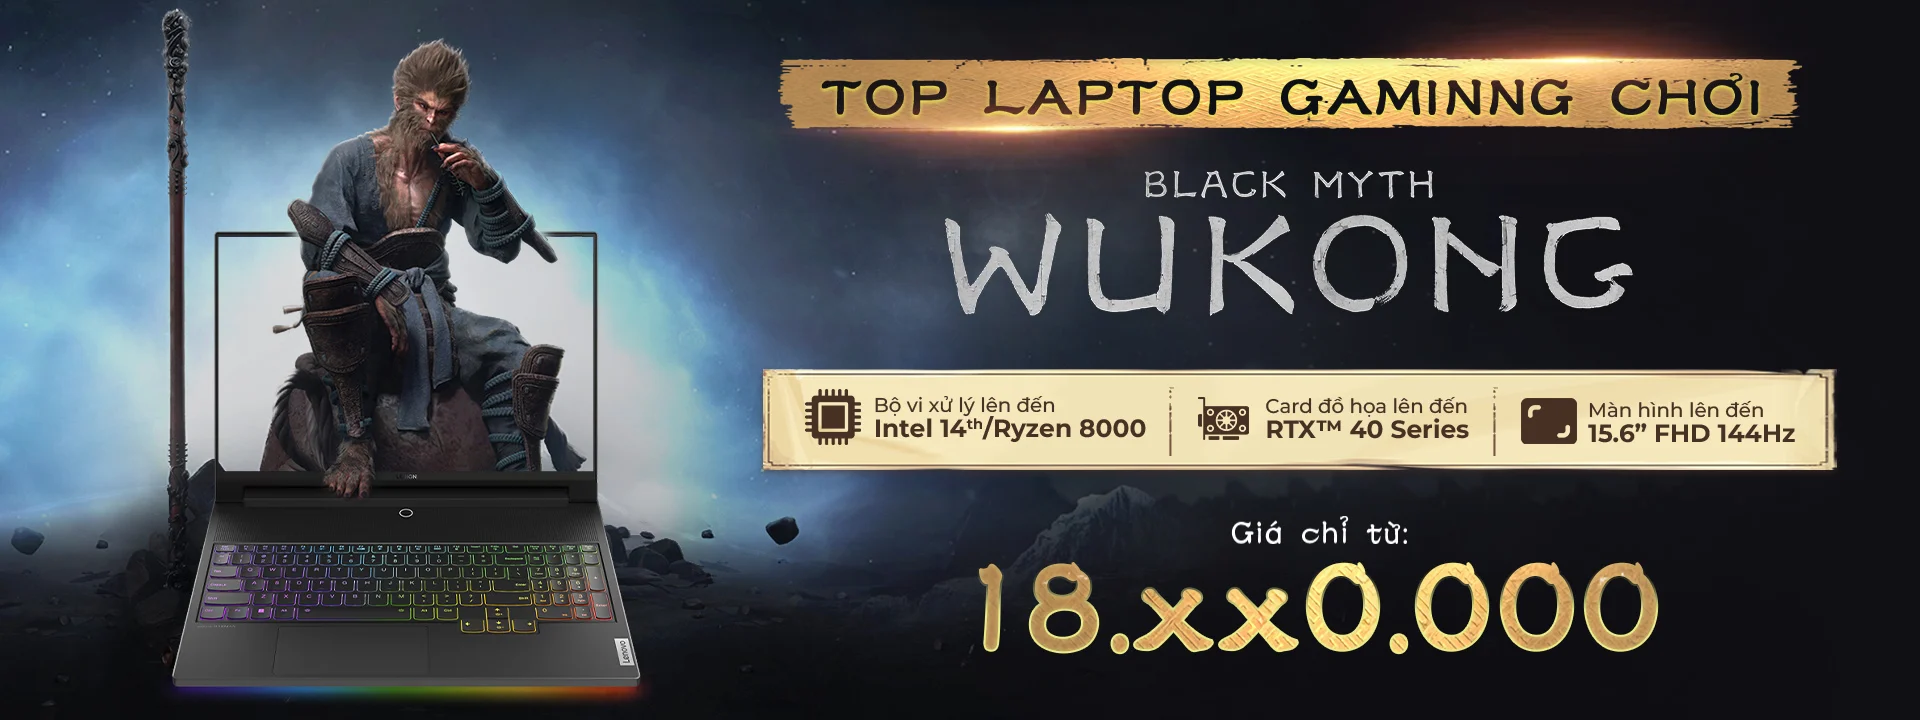 TOP LAPTOP GAMINNG CHƠI
BLACK MYTH
WUKONG
Bộ vi xử lý lên đến
Intel 14th/Ryzen 8000
Card đồ họa lên đến
RTX™ 40 Series
Màn hình lên đến
15.6” FHD 144Hz
Giá chỉ từ:
18.xx0.000
Lenovo